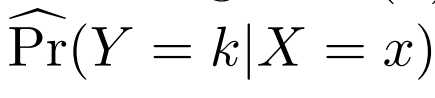 $\widehat{\Pr}(Y = k|X = x)$